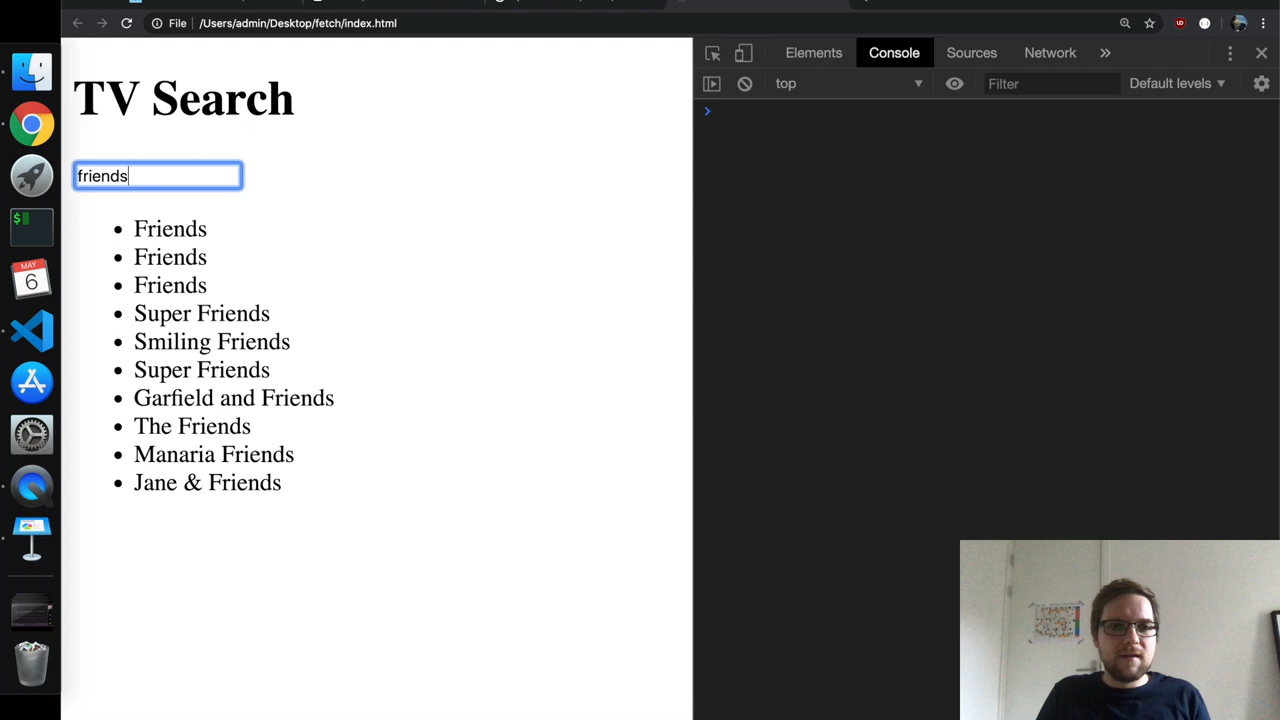 File
/Users/admin/Desktop/fetch/index.html
Elements
Console
Sources
Network
»
top
Filter
Default levels
TV Search
friends
Friends
Friends
Friends
Super Friends
Smiling Friends
Super Friends
Garfield and Friends
The Friends
Manaria Friends
Jane & Friends
$
MAY
6